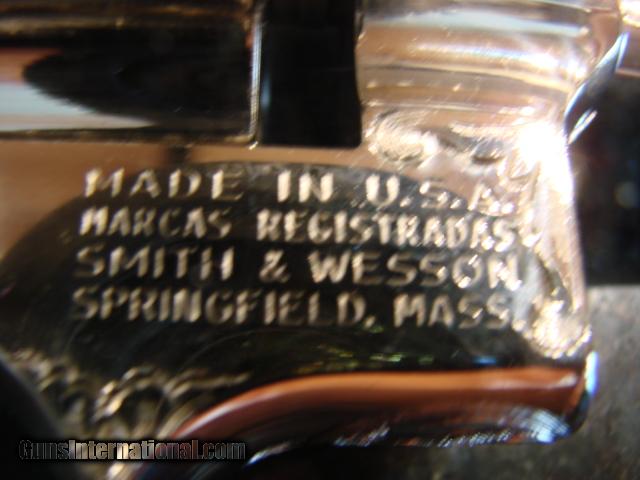 MADE IN U.S.A.
MARCAS REGISTRADAS
SMITH & WESSON
SPRINGFIELD, MASS.
GunsInternational.com